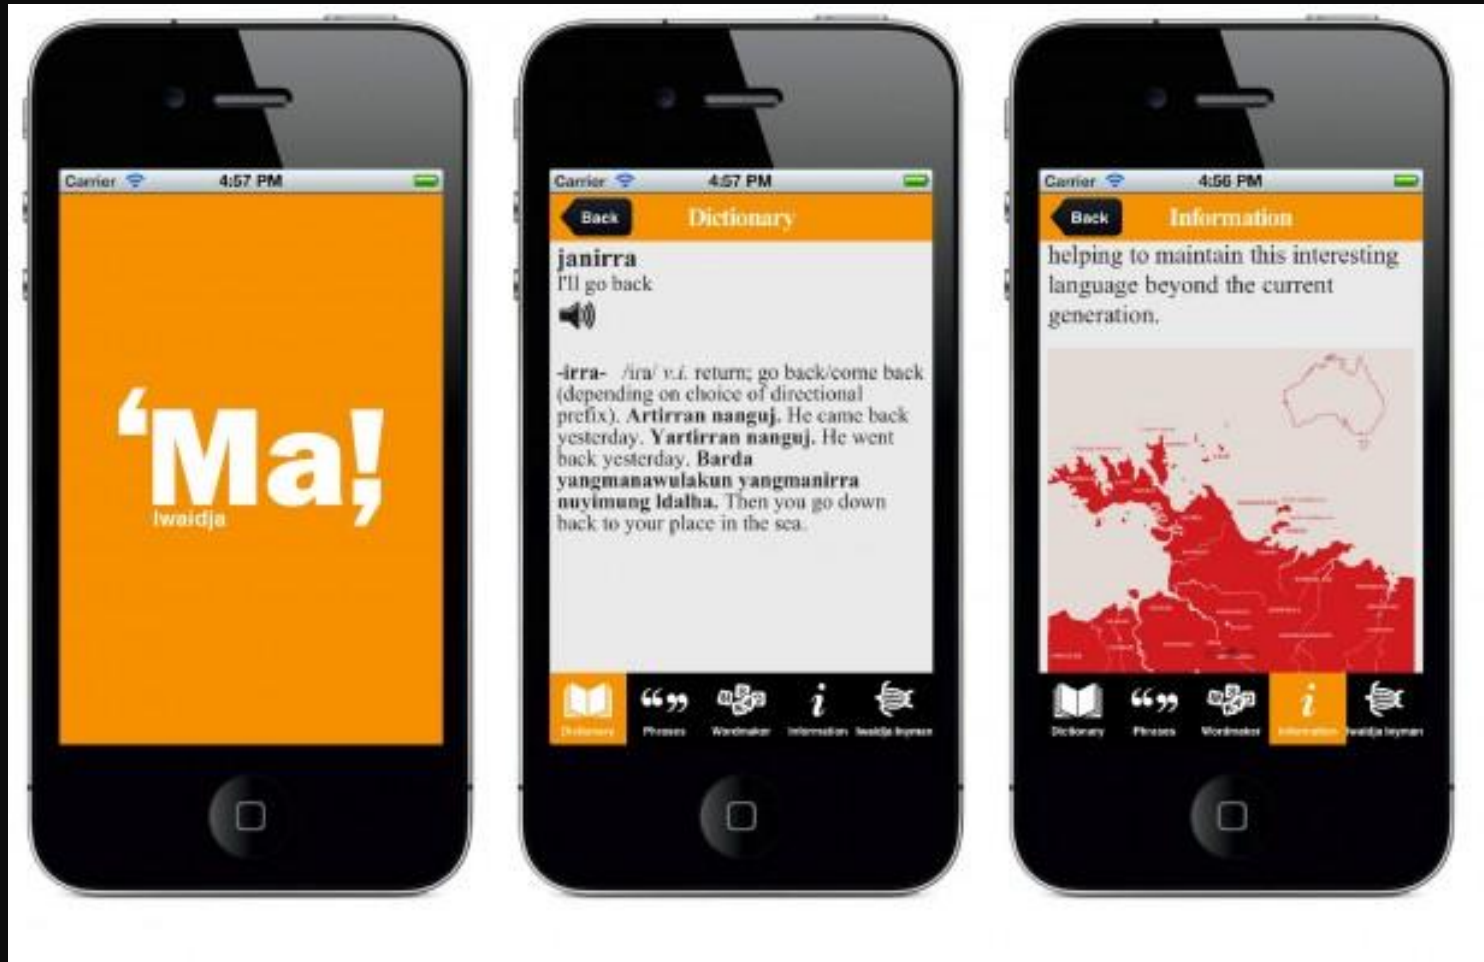 Carrier 4:57 PM
‘Ma!
Iwaidja
Carrier 4:57 PM
Back Dictionary
janirra
I'll go back
-irra- /ira/ v.i. return; go back/come back
(depending on choice of directional
prefix). Artirran nanguj. He came back
yesterday. Yartirran nanguj. He went
back yesterday. Barda
yangmanawulakun yangmanirra
nuyimung ldalha. Then you go down
back to your place in the sea.
Dictionary Phrases Wordmaker Information Iwaidja Inyman
Carrier 4:56 PM
Back Information
helping to maintain this interesting
language beyond the current
generation.
Dictionary Phrases Wordmaker Information Iwaidja Inyman